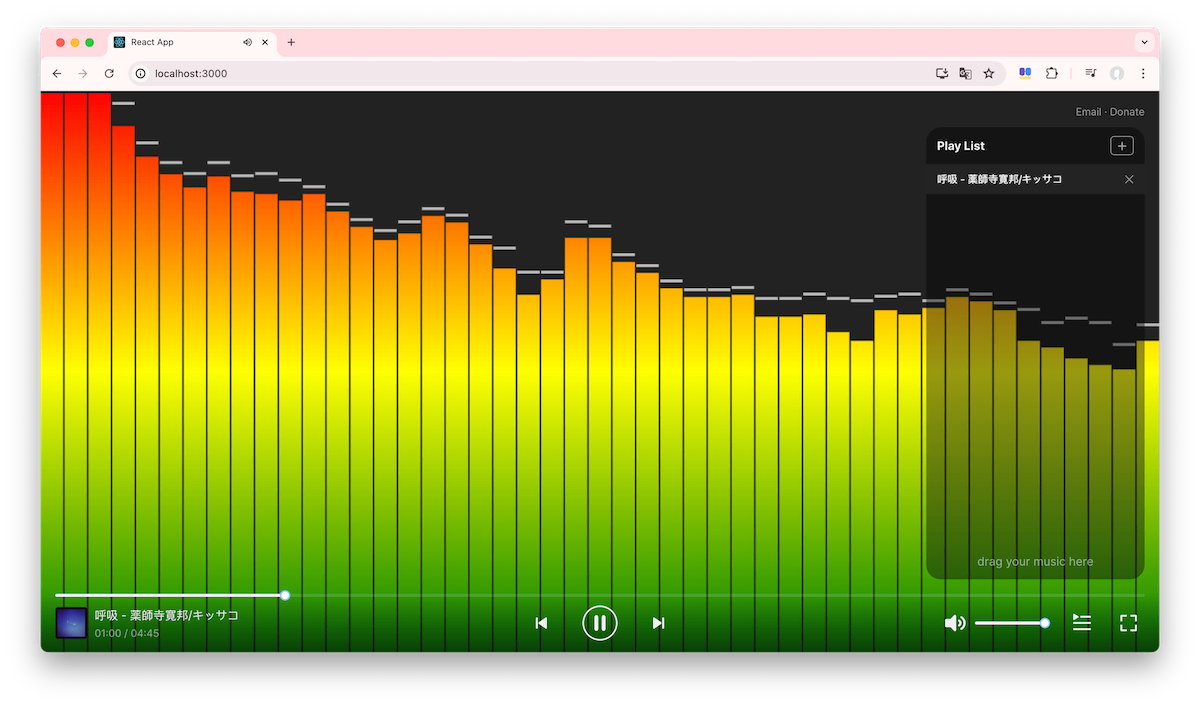 React App
localhost:3000
Email · Donate
Play List
呼吸 - 薬師寺寛邦/キッサコ
drag your music here
呼吸 - 薬師寺寛邦/キッサコ
01:00 / 04:45